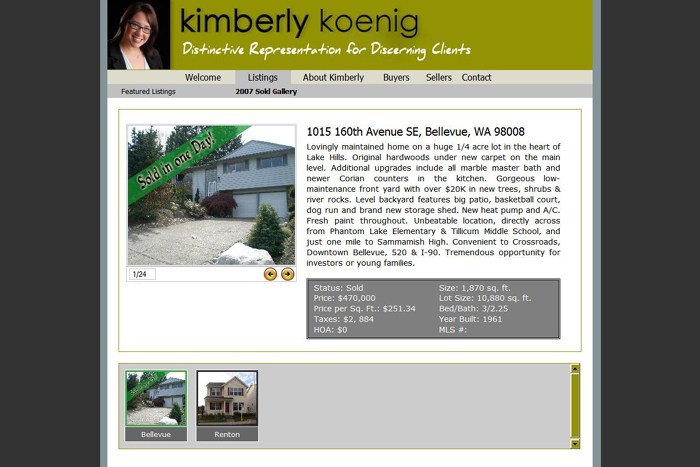 kimberly koenig
Distinctive Representation for Discerning Clients
Welcome Listings About Kimberly Buyers Sellers Contact
Featured Listings 2007 Sold Gallery
Sold in one Day!
1/24
1015 160th Avenue SE, Bellevue, WA 98008
Lovingly maintained home on a huge 1/4 acre lot in the heart of
Lake Hills. Original hardwoods under new carpet on the main
level. Additional upgrades include all marble master bath and
newer Corian counters in the kitchen. Gorgeous low-
maintenance front yard with over $20K in new trees, shrubs &
river rocks. Level backyard features big patio, basketball court,
dog run and brand new storage shed. New heat pump and A/C.
Fresh paint throughout. Unbeatable location, directly across
from Phantom Lake Elementary & Tillicum Middle School, and
just one mile to Sammamish High. Convenient to Crossroads,
Downtown Bellevue, 520 & I-90. Tremendous opportunity for
investors or young families.
Status: Sold
Price: $470,000
Price per Sq. Ft.: $251.34
Taxes: $2, 884
HOA: $0
Size: 1,870 sq. ft.
Lot Size: 10,880 sq. ft.
Bed/Bath: 3/2.25
Year Built: 1961
MLS #:
Bellevue
Renton